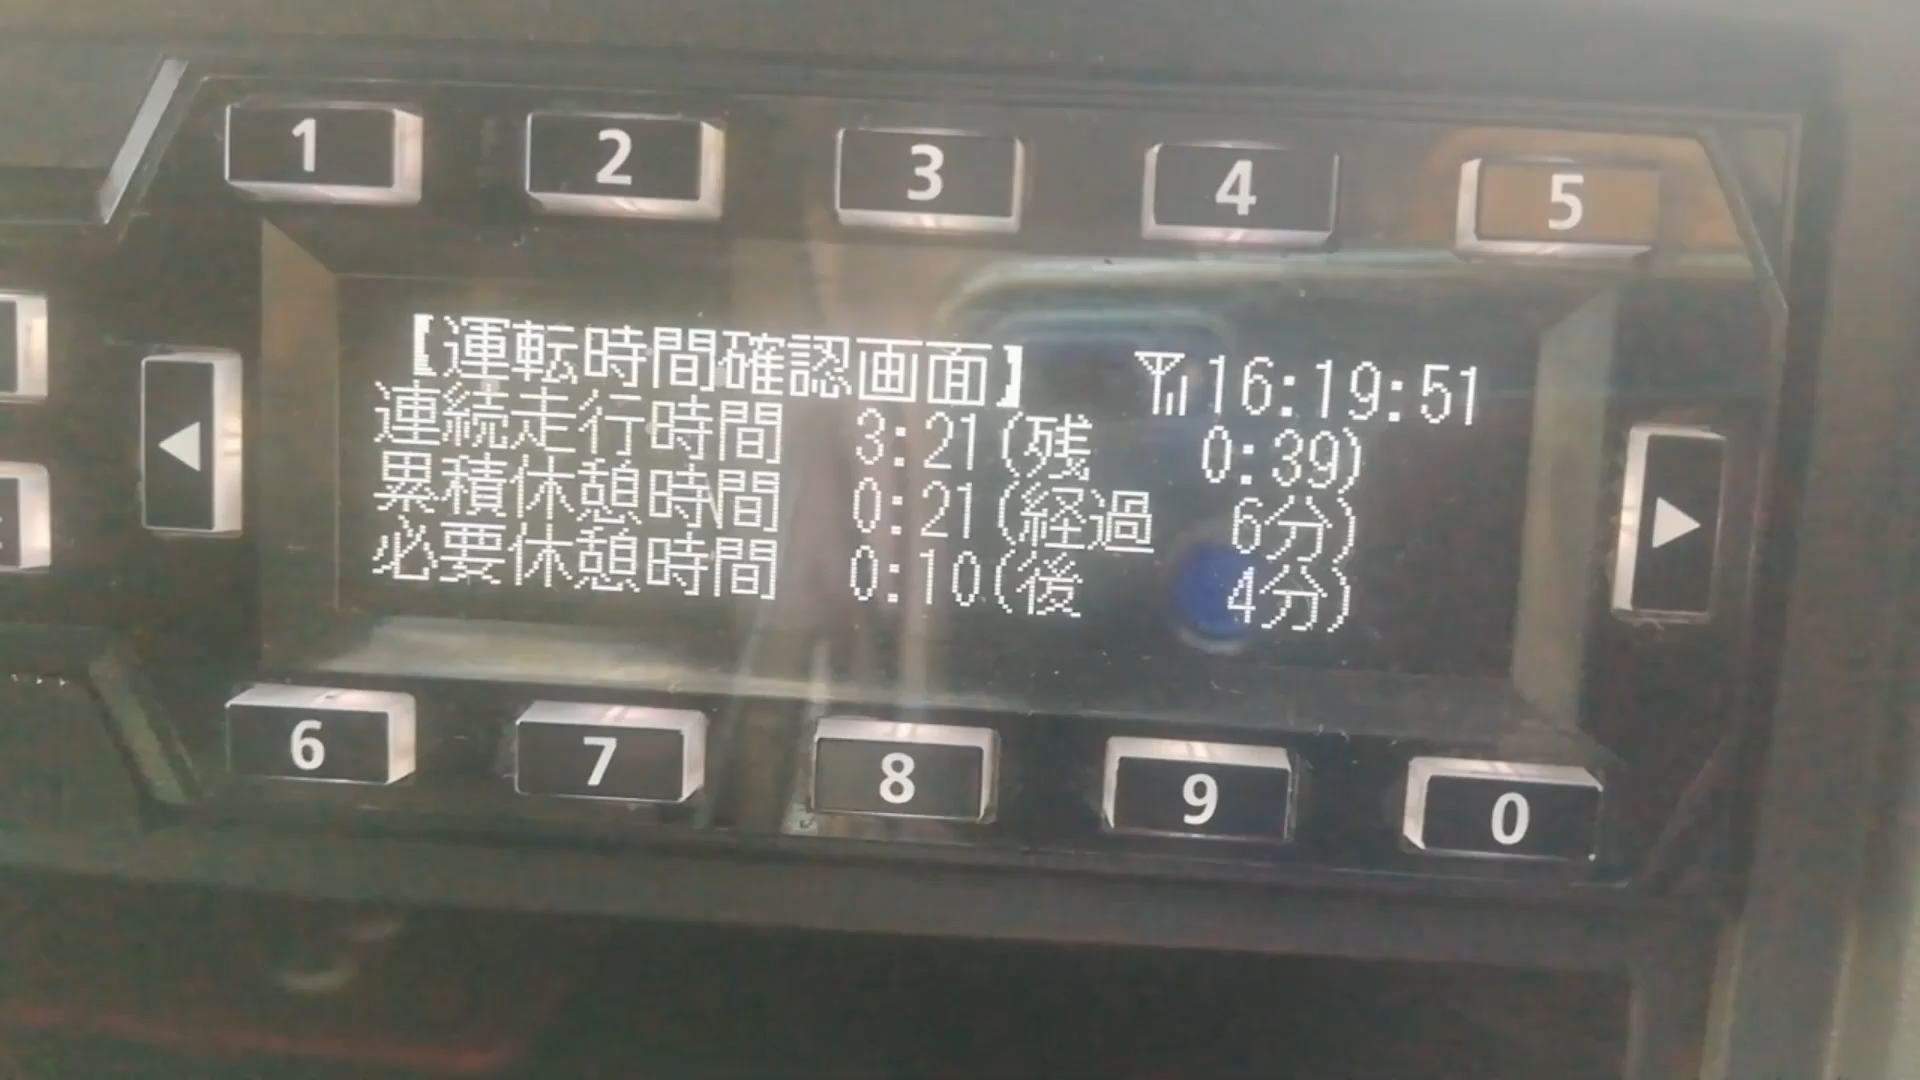 1 2 3 4 5
【運転時間確認画面】 16:19:51
連続走行時間 3:21(残 0:39)
累積休憩時間 0:21(経過 6分)
必要休憩時間 0:10(後 4分)
6 7 8 9 0